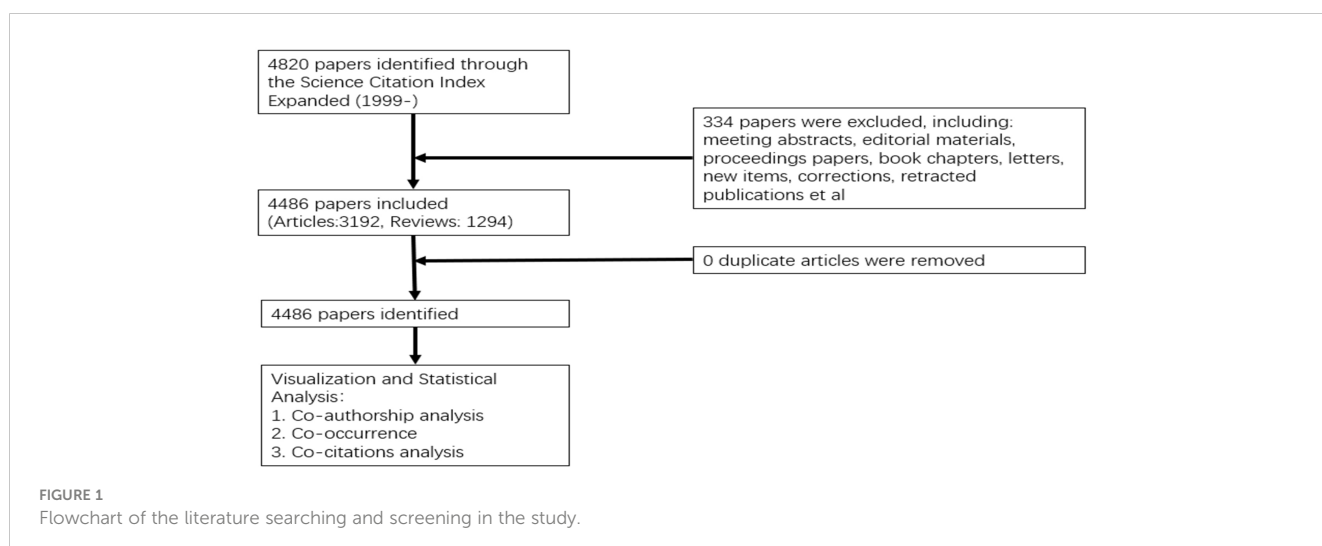 4820 papers identified through
the Science Citation Index
Expanded (1999-)
334 papers were excluded, including:
meeting abstracts, editorial materials,
proceedings papers, book chapters, letters,
new items, corrections, retracted
publications et al
4486 papers included
(Articles:3192, Reviews: 1294)
0 duplicate articles were removed
4486 papers identified
Visualization and Statistical
Analysis:
1. Co-authorship analysis
2. Co-occurrence
3. Co-citations analysis
FIGURE 1
Flowchart of the literature searching and screening in the study.